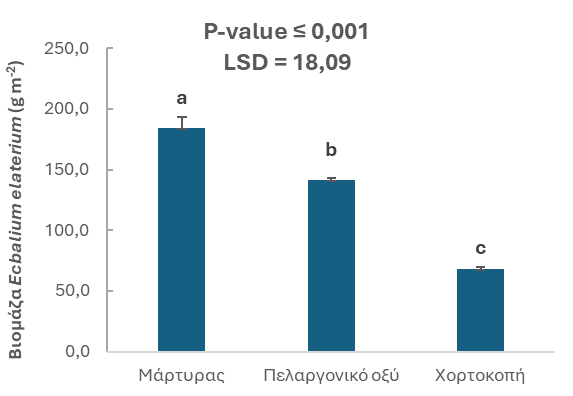 P-value ≤ 0,001
LSD = 18,09
Βιομάζα Ecbalium elaterium (g m-2)
250,0
200,0
150,0
100,0
50,0
0,0
a
b
c
Μάρτυρας Πελαργονικό οξύ Χορτοκοπή